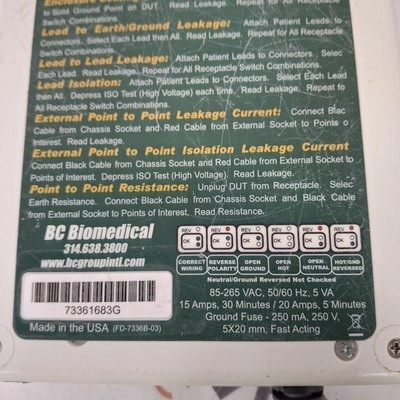 Enclosure Leakage:
to Solid Ground Point on DUT. Read Leakage. Repeat for All Receptacle
Switch Combinations.
Lead to Earth/Ground Leakage: Attach Patient Leads to
Connectors. Select Each Lead then All. Read Leakage. Repeat for All Receptacle
Switch Combinations.
Lead to Lead Leakage: Attach Patient Leads to Connectors. Selec
Each Lead. Read Leakage. Repeat for All Receptacle Switch Combinations.
Lead Isolation: Attach Patient Leads to Connectors. Select Each Lead
then All. Depress ISO Test (High Voltage) each time. Read Leakage. Repeat fo
All Receptacle Switch Combinations.
External Point to Point Leakage Current: Connect Blac
Cable from Chassis Socket and Red Cable from External Socket to Points o
Interest. Read Leakage.
External Point to Point Isolation Leakage Current
Connect Black Cable from Chassis Socket and Red Cable from External Socket to
Points of Interest. Depress ISO Test (High Voltage). Read Leakage.
Point to Point Resistance: Unplug DUT from Receptacle. Selec
Earth Resistance. Connect Black Cable from Chassis Socket and Black Cable
from External Socket to Points of Interest. Read Resistance.
BC Biomedical
314.638.3800
www.bcgroupintl.com
REV REV REV REV REV REV
OK OK OK OK OK OK
CORRECT WIRING
REVERSE POLARITY
OPEN GROUND
OPEN HOT
OPEN NEUTRAL
HOT/GND REVERSED
Neutral/Ground Reversed Not Checked
85-265 VAC, 50/60 Hz, 5 VA
15 Amps, 30 Minutes / 20 Amps, 5 Minutes
Ground Fuse - 250 mA, 250 V,
5X20 mm, Fast Acting
73361683G
Made in the USA (FD-7336B-03)